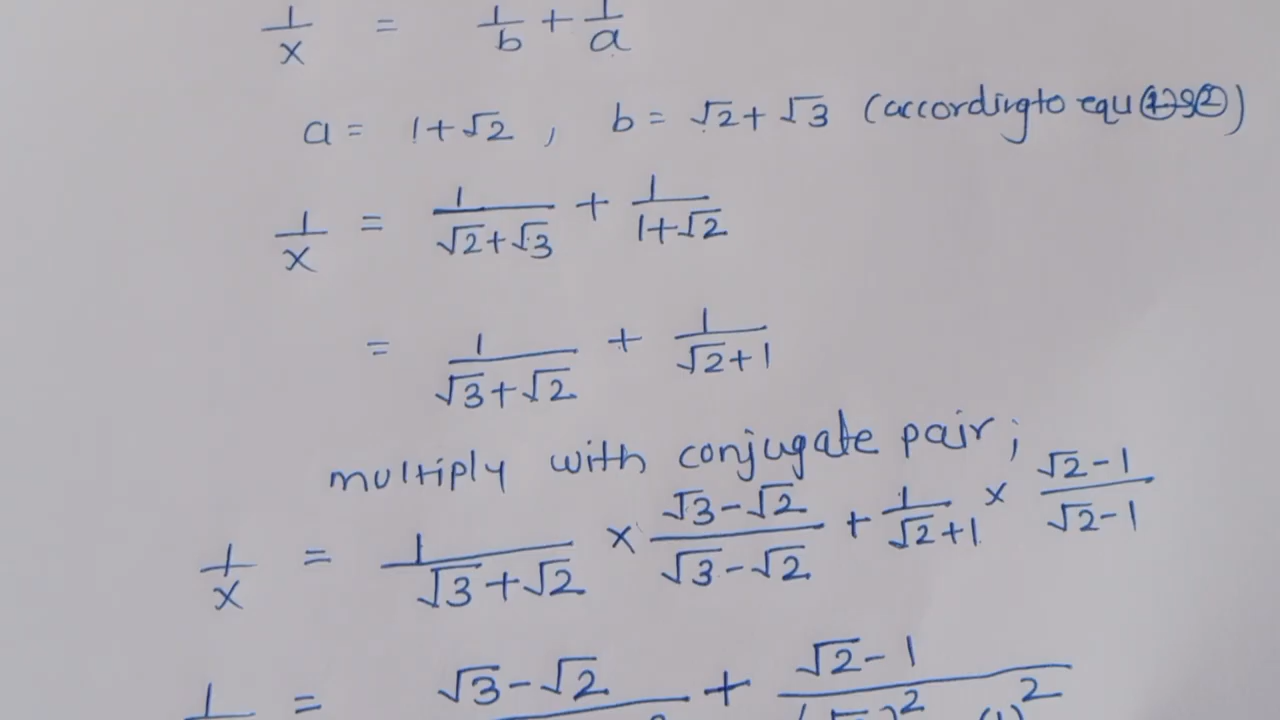 1/x = 1/b + 1/a
a = 1+√2 , b = √2+√3 (according to equ ①&②)
1/x = 1/(√2+√3) + 1/(1+√2)
= 1/(√3+√2) + 1/(√2+1)
multiply with conjugate pair;
1/x = 1/(√3+√2) × (√3-√2)/(√3-√2) + 1/(√2+1) × (√2-1)/(√2-1)
1 = √3-√2 + √2-1